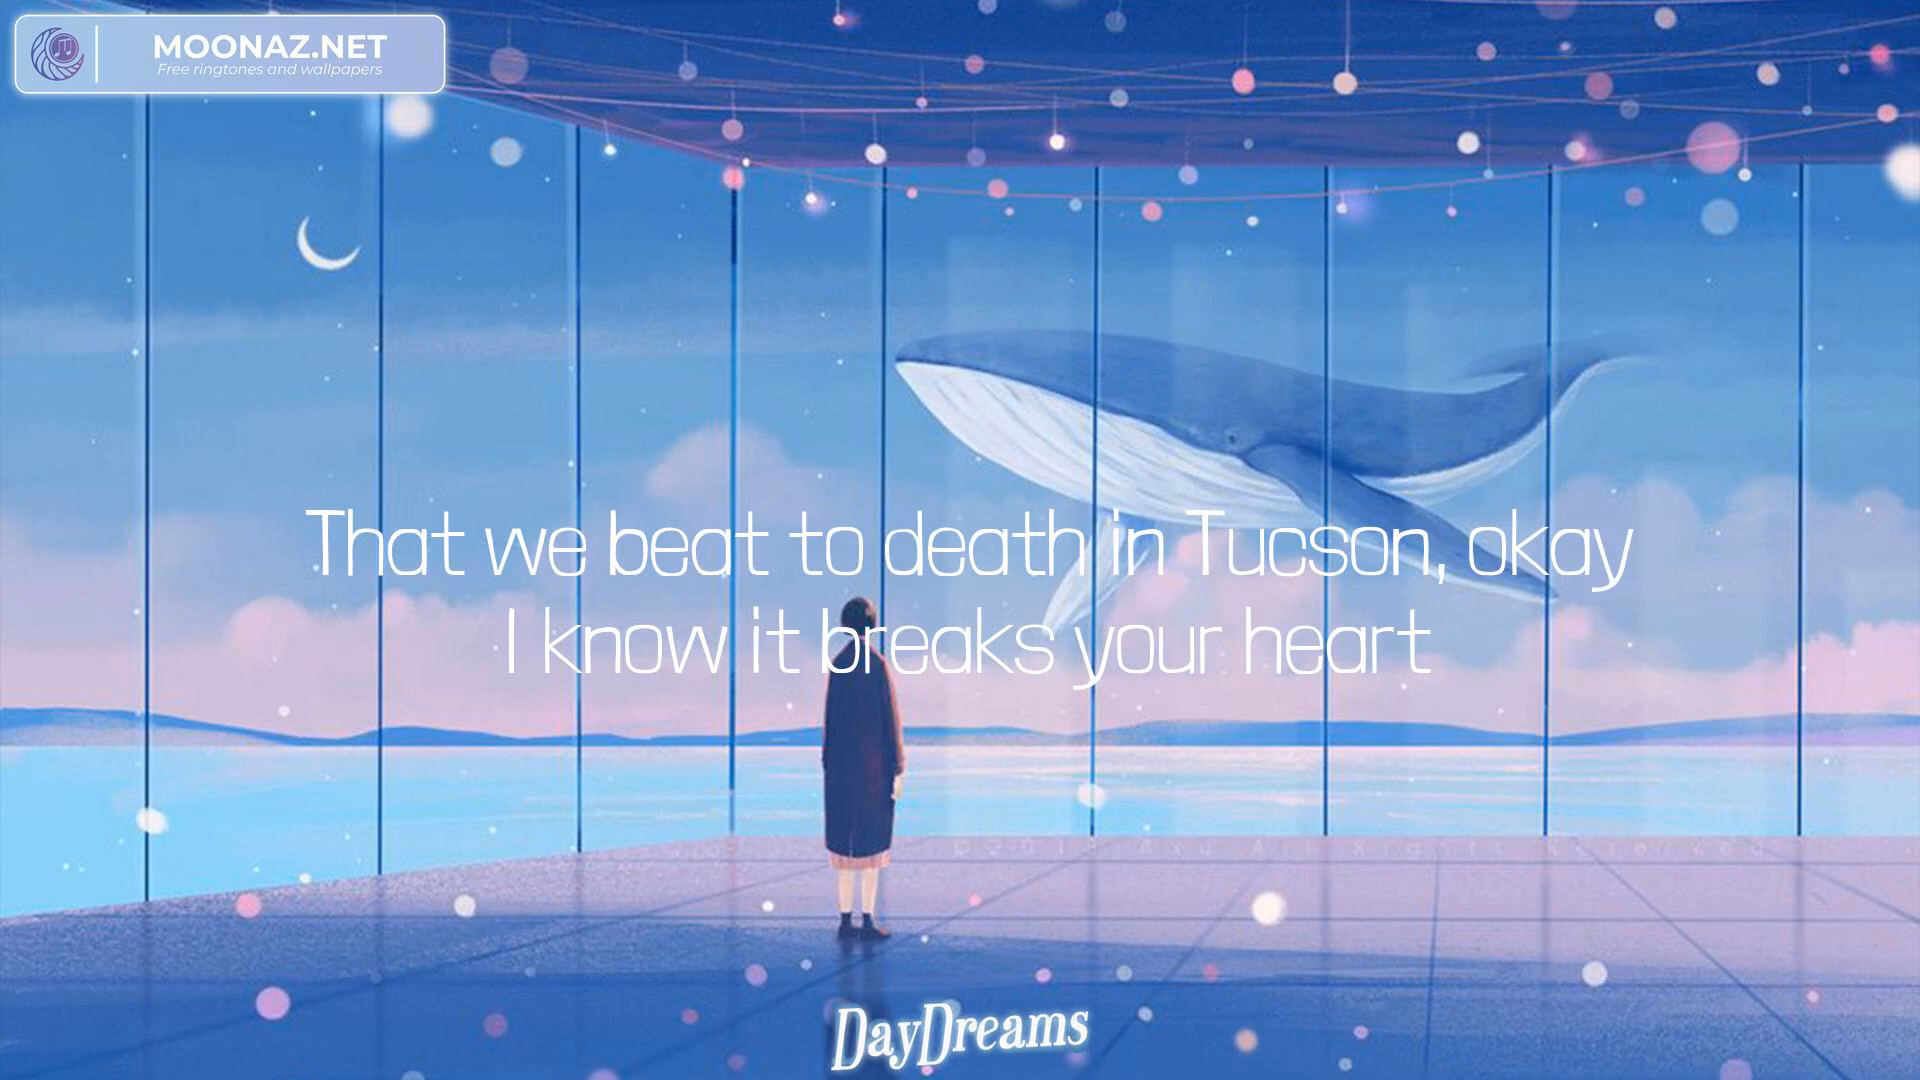 MOONAZ.NET
Free ringtones and wallpapers
That we beat to death in Tucson, okay
I know it breaks your heart
DayDreams